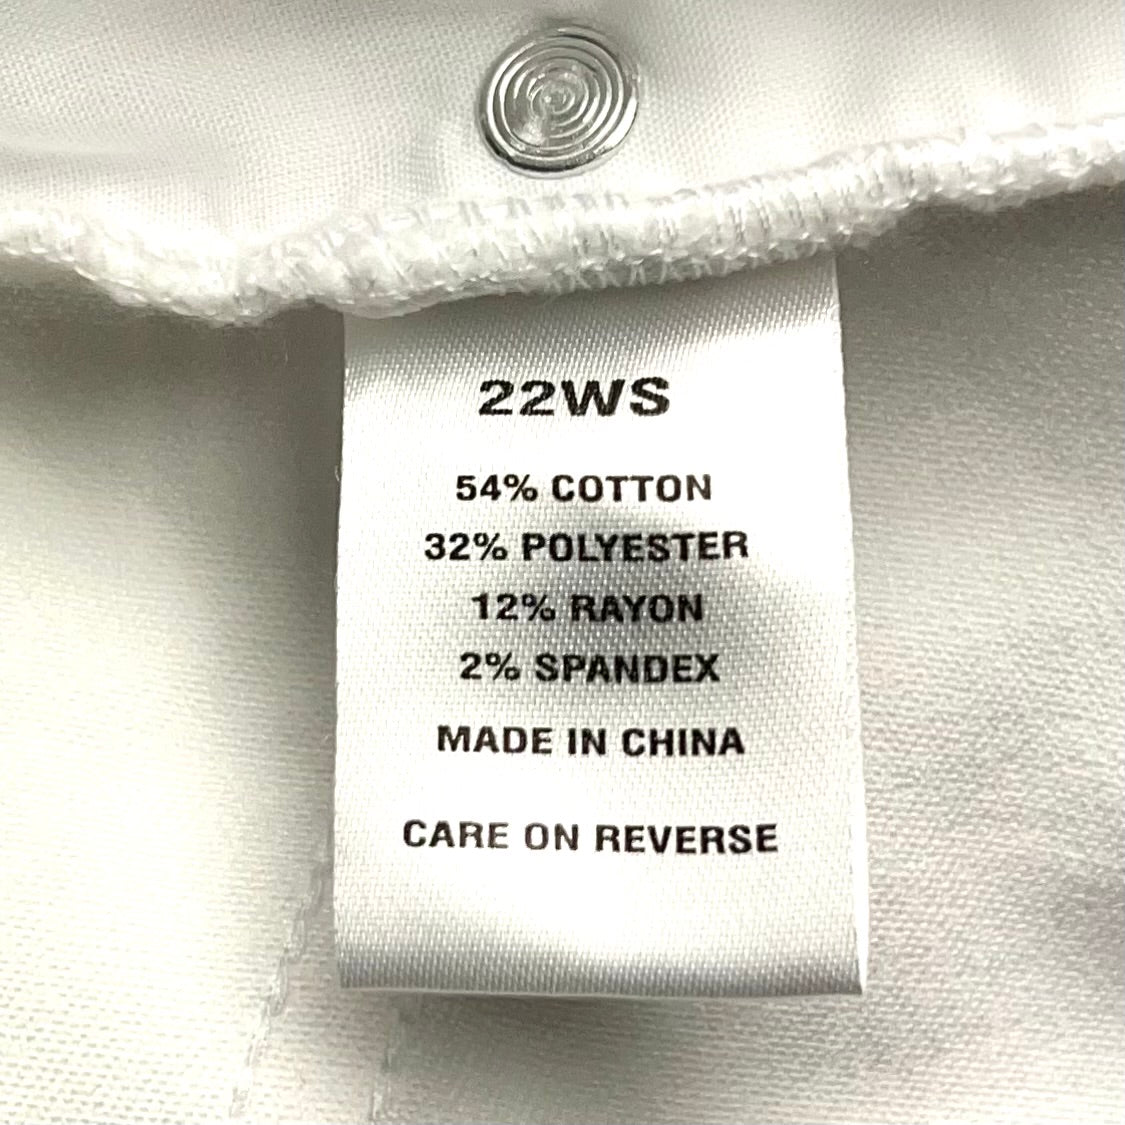 22WS
54% COTTON
32% POLYESTER
12% RAYON
2% SPANDEX
MADE IN CHINA
CARE ON REVERSE